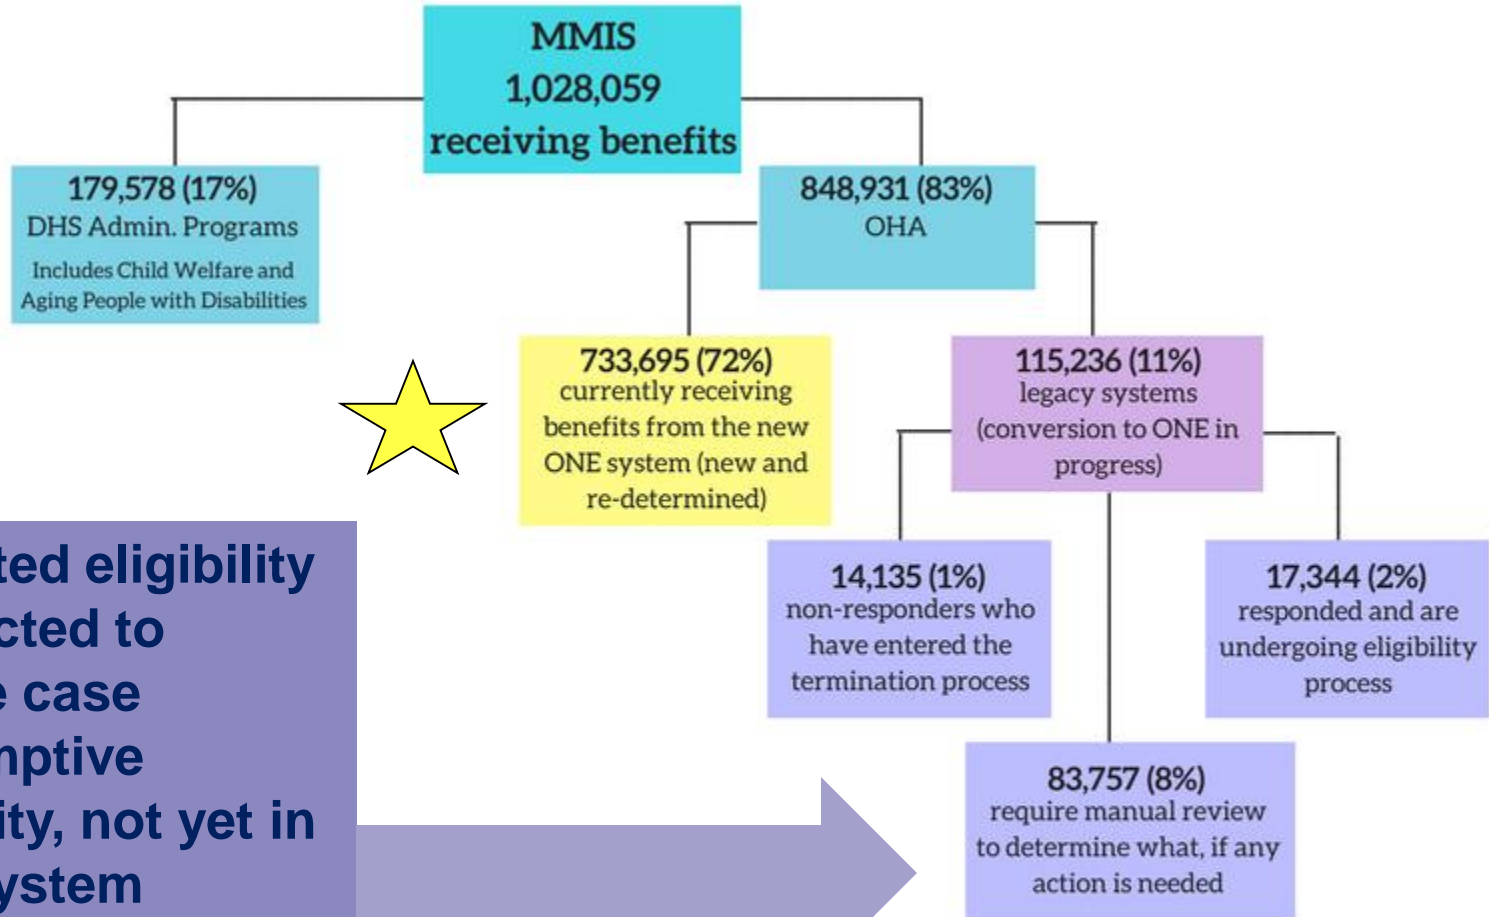 MMIS
1,028,059
receiving benefits
179,578 (17%)
DHS Admin. Programs
Includes Child Welfare and
Aging People with Disabilities
848,931 (83%)
OHA
733,695 (72%)
currently receiving
benefits from the new
ONE system (new and
re-determined)
115,236 (11%)
legacy systems
(conversion to ONE in
progress)
14,135 (1%)
non-responders who
have entered the
termination process
17,344 (2%)
responded and are
undergoing eligibility
process
83,757 (8%)
require manual review
to determine what, if any
action is needed
ted eligibility
cted to
e case
mptive
ity, not yet in
ystem